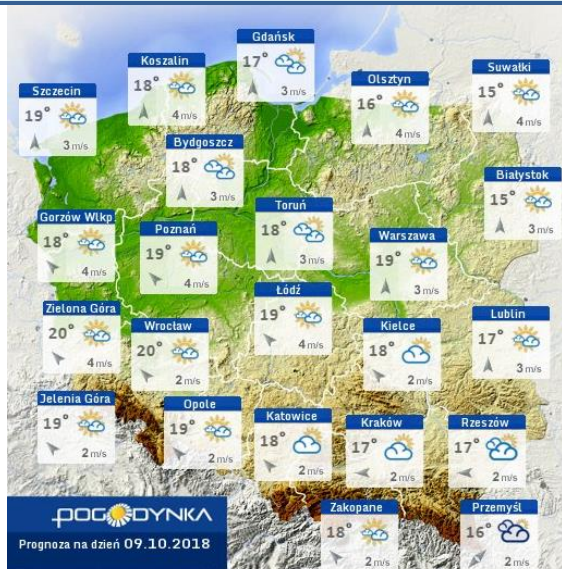 Gdańsk
17°
3 m/s
Koszalin
18°
4 m/s
Suwałki
15°
4 m/s
Olsztyn
16°
4 m/s
Szczecin
19°
3 m/s
Bydgoszcz
18°
3 m/s
Białystok
15°
3 m/s
Toruń
18°
3 m/s
Gorzów Wlkp
18°
4 m/s
Poznań
19°
4 m/s
Warszawa
19°
3 m/s
Łódź
19°
4 m/s
Zielona Góra
20°
4 m/s
Wrocław
20°
2 m/s
Kielce
18°
2 m/s
Lublin
17°
3 m/s
Jelenia Góra
19°
2 m/s
Opole
19°
2 m/s
Katowice
18°
2 m/s
Kraków
17°
2 m/s
Rzeszów
17°
2 m/s
Zakopane
18°
2 m/s
Przemyśl
16°
2 m/s
POGODYNKA
Prognoza na dzień 09.10.2018